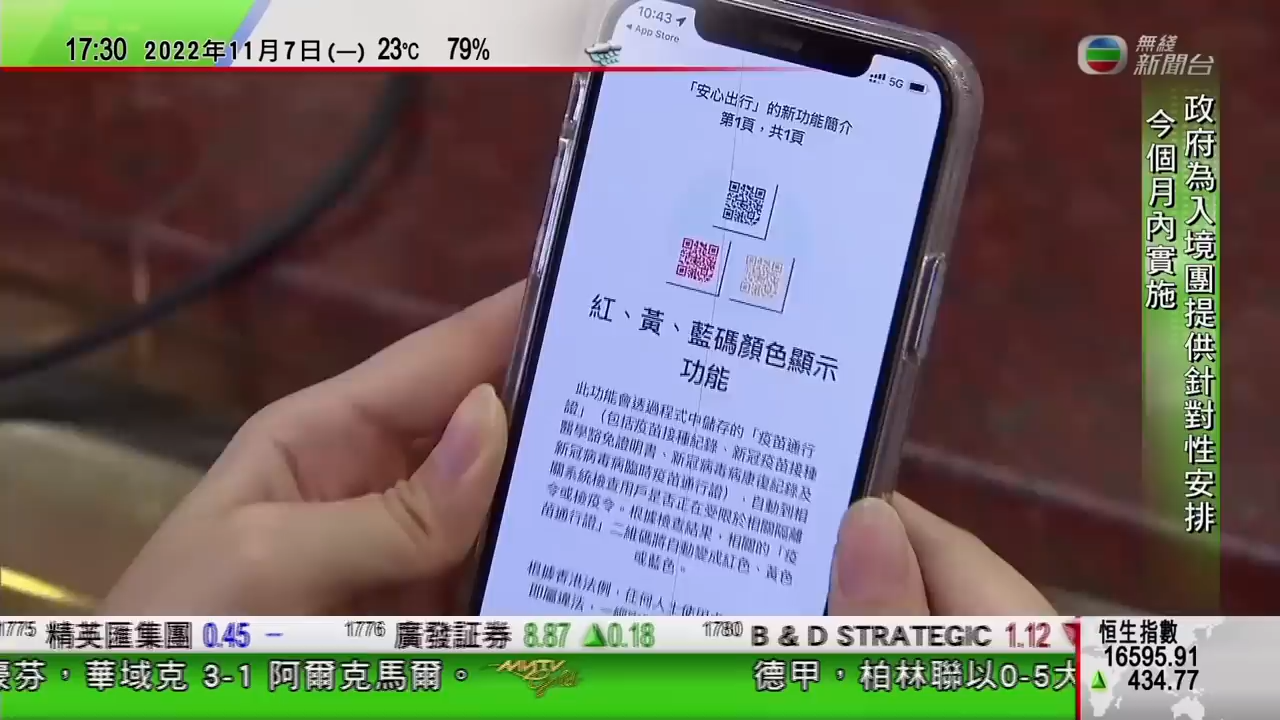 17:30 2022年11月7日(一) 23℃ 79%
無綫
新聞台
政府為入境團提供針對性安排
今個月內實施
10:43
App Store
5G
「安心出行」的新功能簡介
第1頁，共1頁
紅、黃、藍碼顏色顯示
功能
此功能會透過程式中儲存的「疫苗通行
證」（包括疫苗接種紀錄、新冠疫苗接種
醫學豁免證明書、新冠病毒病康復紀錄及
新冠病毒病臨時疫苗通行證），自動到相
關系統檢查用戶是否正在受限於相關隔離
令或檢疫令。根據檢查結果，相關的「疫
苗通行證」二維碼將自動變成紅色、黃色
或藍色。
根據香港法例，任何人士使用
即屬違法，一經
1775 精英匯集團 0.45 – 1776 廣發証券 8.87 ▲0.18 1780 B & D STRATEGIC 1.12 ▼
豪芬，華域克 3-1 阿爾克馬爾。 MYTV Gold 德甲，柏林聯以0-5大
恒生指數
16595.91
▲ 434.77